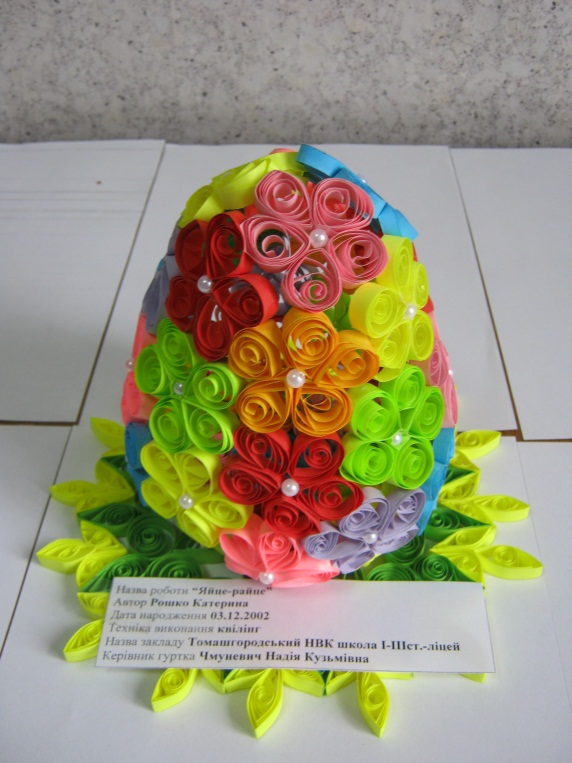 Назва роботи “Яйце-райце”
Автор Рошко Катерина
Дата народження 03.12.2002
Техніка виконання квілінг
Назва закладу Томашгородський НВК школа І-ІІІст.-ліцей
Керівник гуртка Чмуневич Надія Кузьмівна